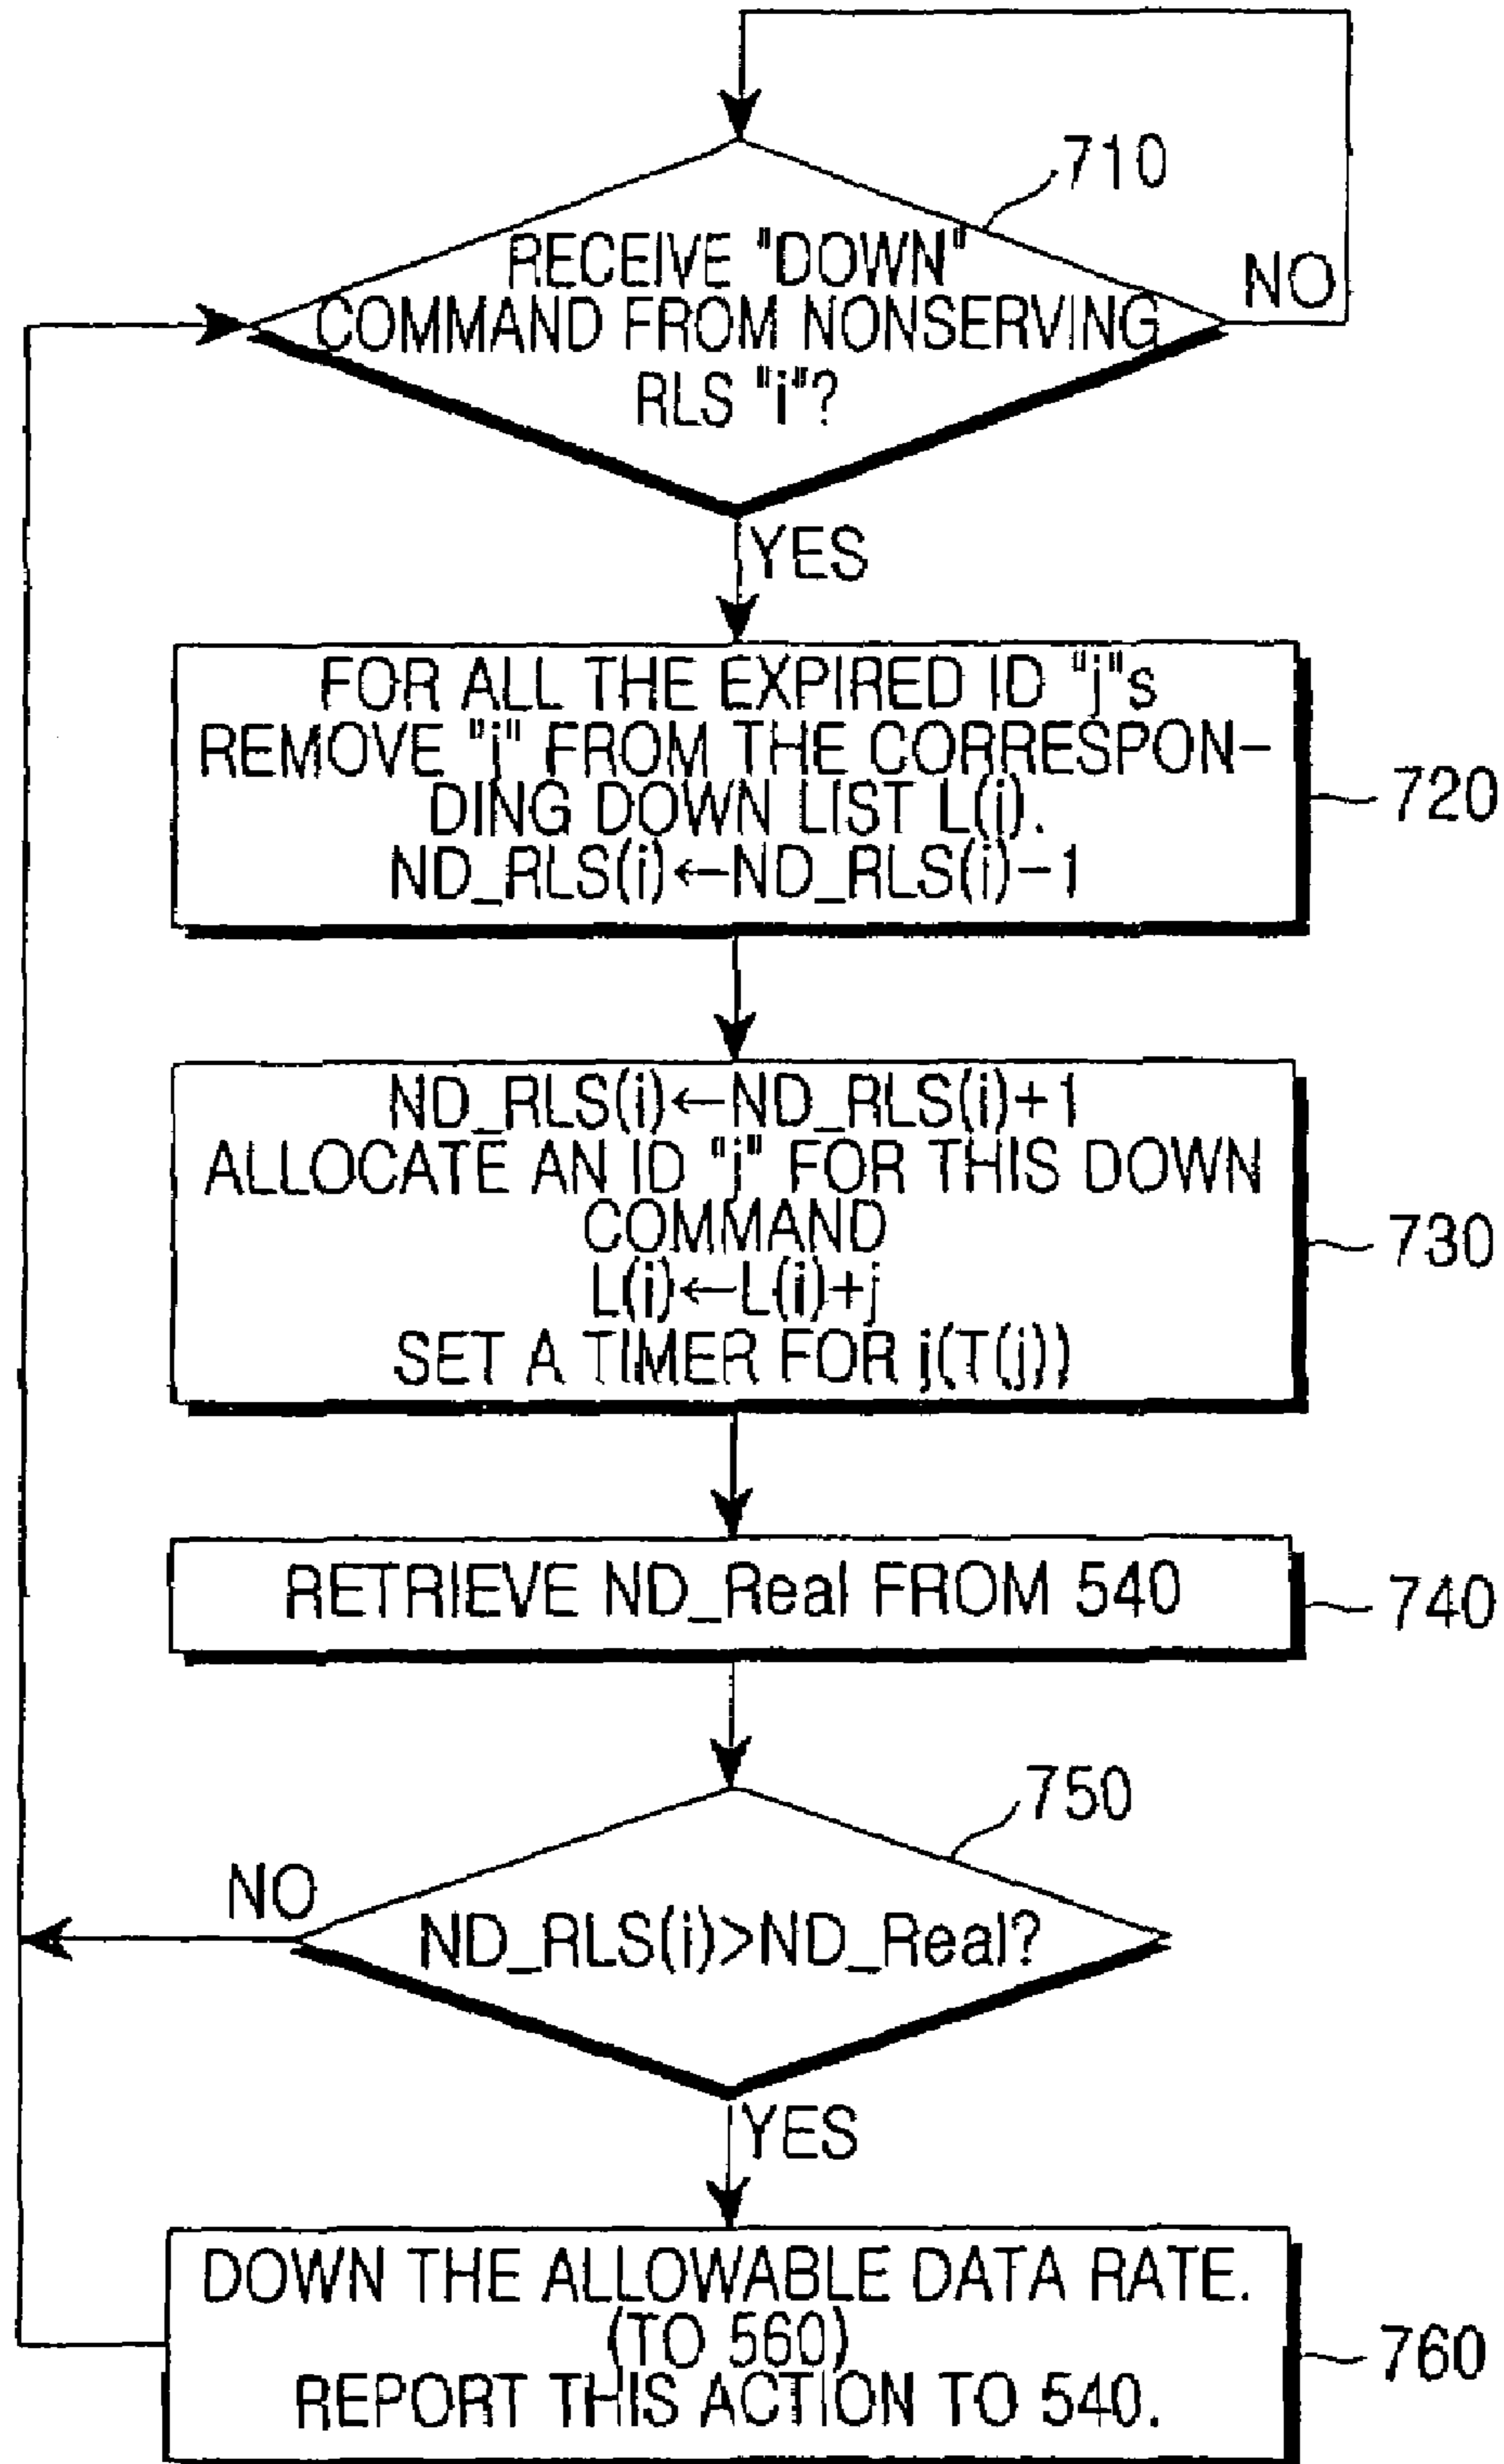 710
RECEIVE "DOWN"
COMMAND FROM NONSERVING
RLS "i"?
NO
YES
FOR ALL THE EXPIRED ID "j"s
REMOVE "j" FROM THE CORRESPON-
DING DOWN LIST L(i).
ND_RLS(i)←ND_RLS(i)-1
720
ND_RLS(i)←ND_RLS(i)+1
ALLOCATE AN ID "j" FOR THIS DOWN
COMMAND
L(i)←L(i)+j
SET A TIMER FOR j(T(j))
730
RETRIEVE ND_Real FROM 540
740
750
NO
ND_RLS(i)>ND_Real?
YES
DOWN THE ALLOWABLE DATA RATE.
(TO 560)
REPORT THIS ACTION TO 540.
760